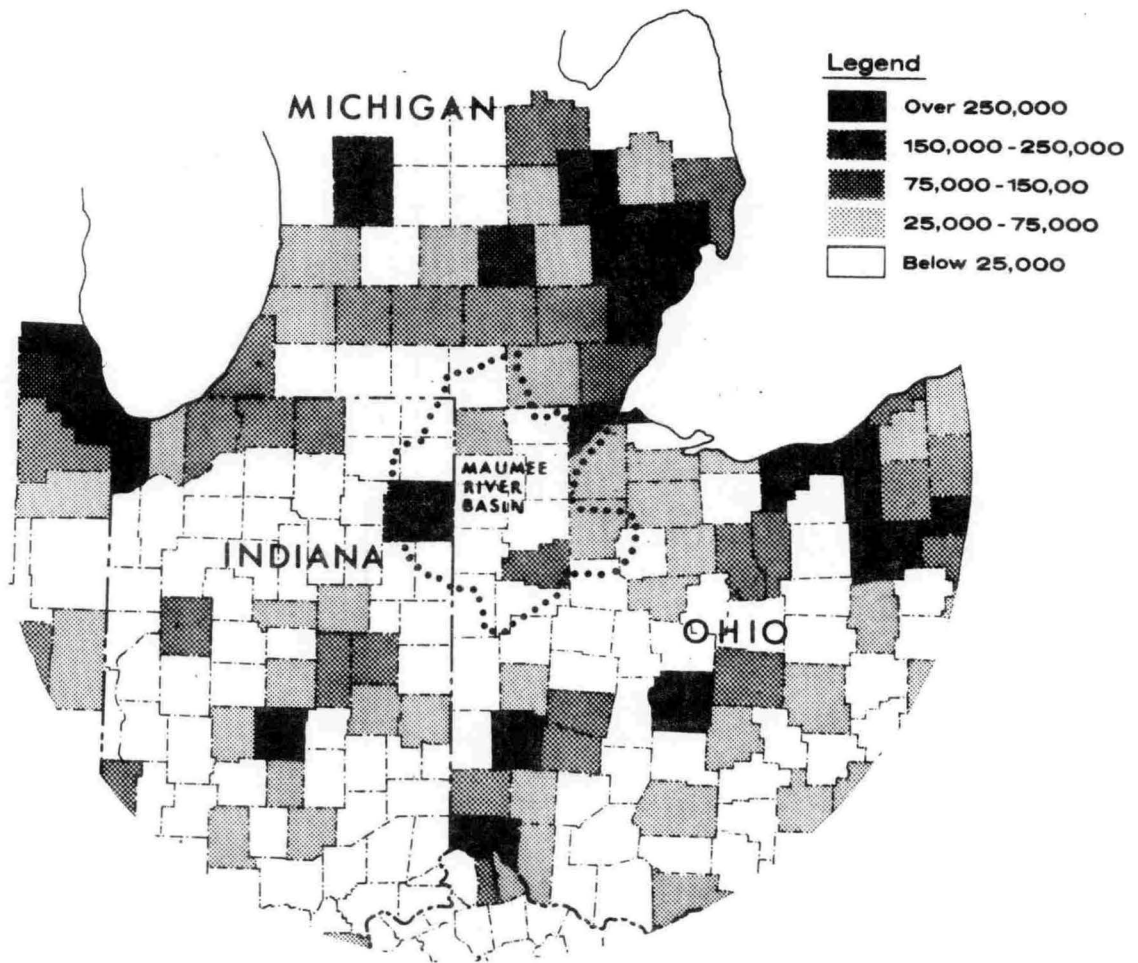 MICHIGAN
Legend
Over 250,000
150,000 - 250,000
75,000 - 150,00
25,000 - 75,000
Below 25,000
MAUMEE
RIVER
BASIN
INDIANA
OHIO